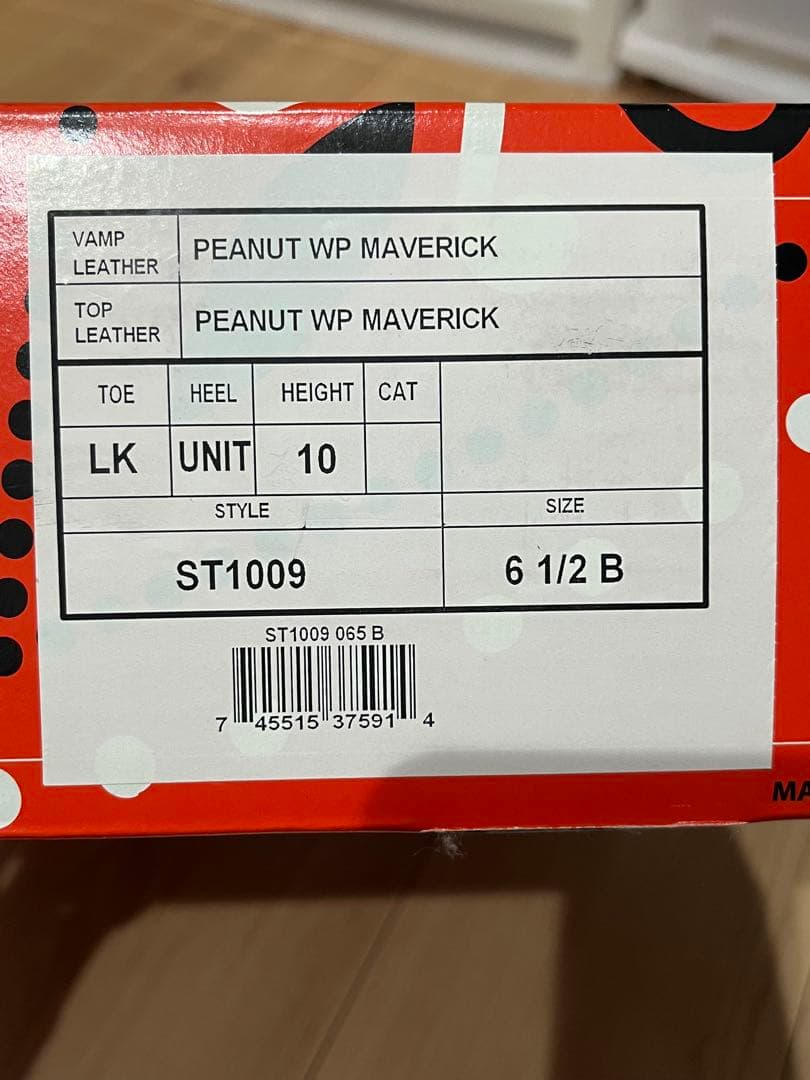 VAMP
LEATHER
PEANUT WP MAVERICK
TOP
LEATHER
PEANUT WP MAVERICK
TOE HEEL HEIGHT CAT
LK UNIT 10
STYLE SIZE
ST1009 6 1/2 B
ST1009 065 B
7 45515 37591 4